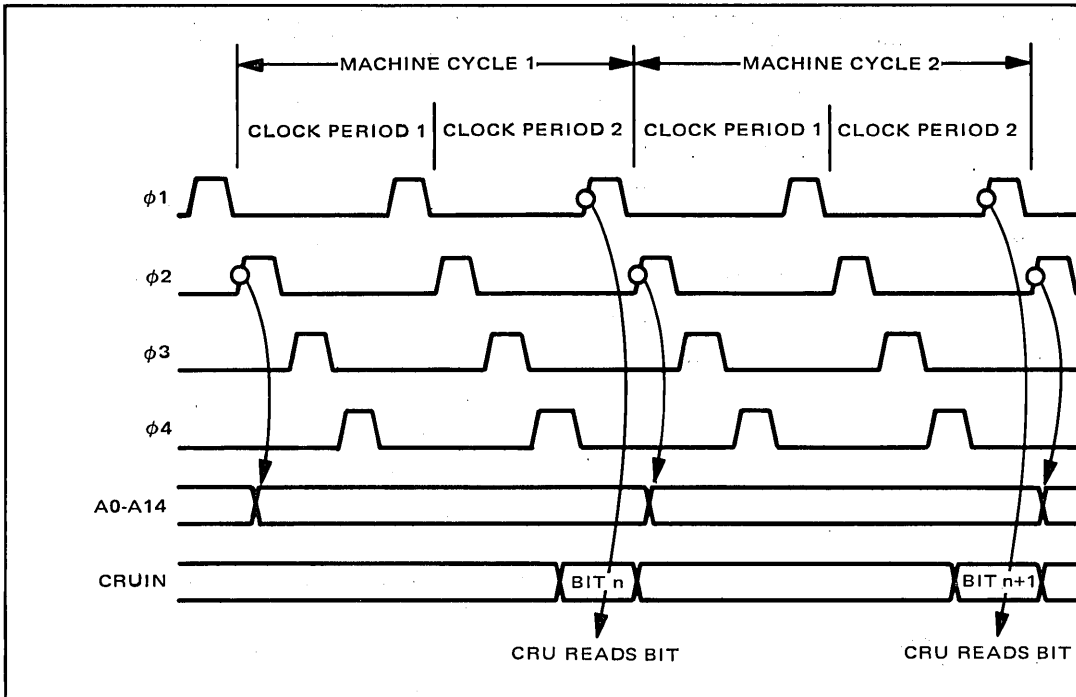 MACHINE CYCLE 1 MACHINE CYCLE 2
CLOCK PERIOD 1 CLOCK PERIOD 2 CLOCK PERIOD 1 CLOCK PERIOD 2
ϕ1
ϕ2
ϕ3
ϕ4
A0-A14
CRUIN BIT n BIT n+1
CRU READS BIT CRU READS BIT